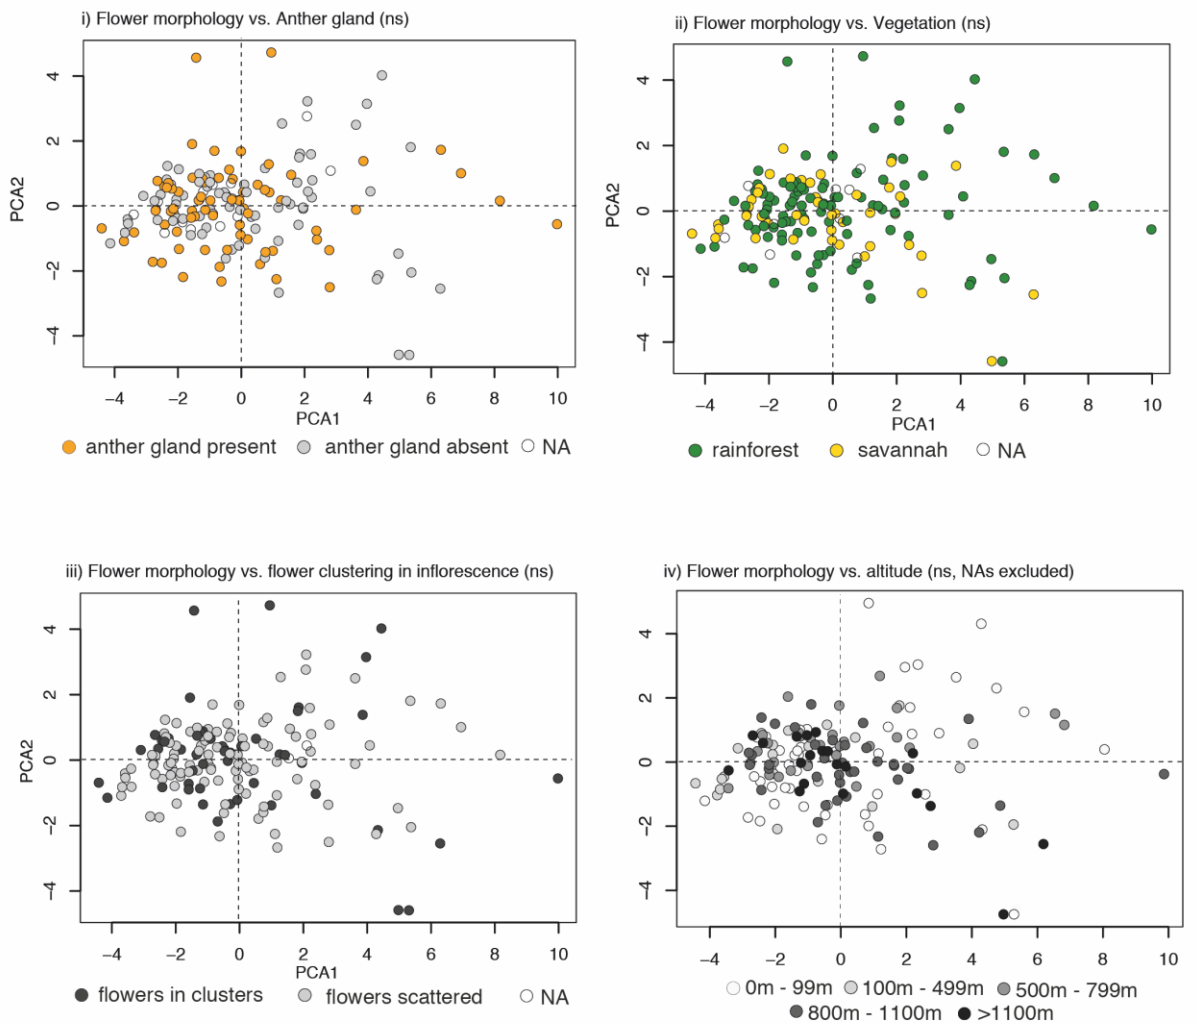 i) Flower morphology vs. Anther gland (ns)
4
2
0
−2
−4
PCA2
−4 −2 0 2 4 6 8 10
PCA1
anther gland present anther gland absent NA
ii) Flower morphology vs. Vegetation (ns)
4
2
0
−2
−4
PCA2
−4 −2 0 2 4 6 8 10
PCA1
rainforest savannah NA
iii) Flower morphology vs. flower clustering in inflorescence (ns)
4
2
0
−2
−4
PCA2
−4 −2 0 2 4 6 8 10
PCA1
flowers in clusters flowers scattered NA
iv) Flower morphology vs. altitude (ns, NAs excluded)
4
2
0
−2
−4
−4 −2 0 2 4 6 8 10
0m - 99m 100m - 499m 500m - 799m
800m - 1100m >1100m